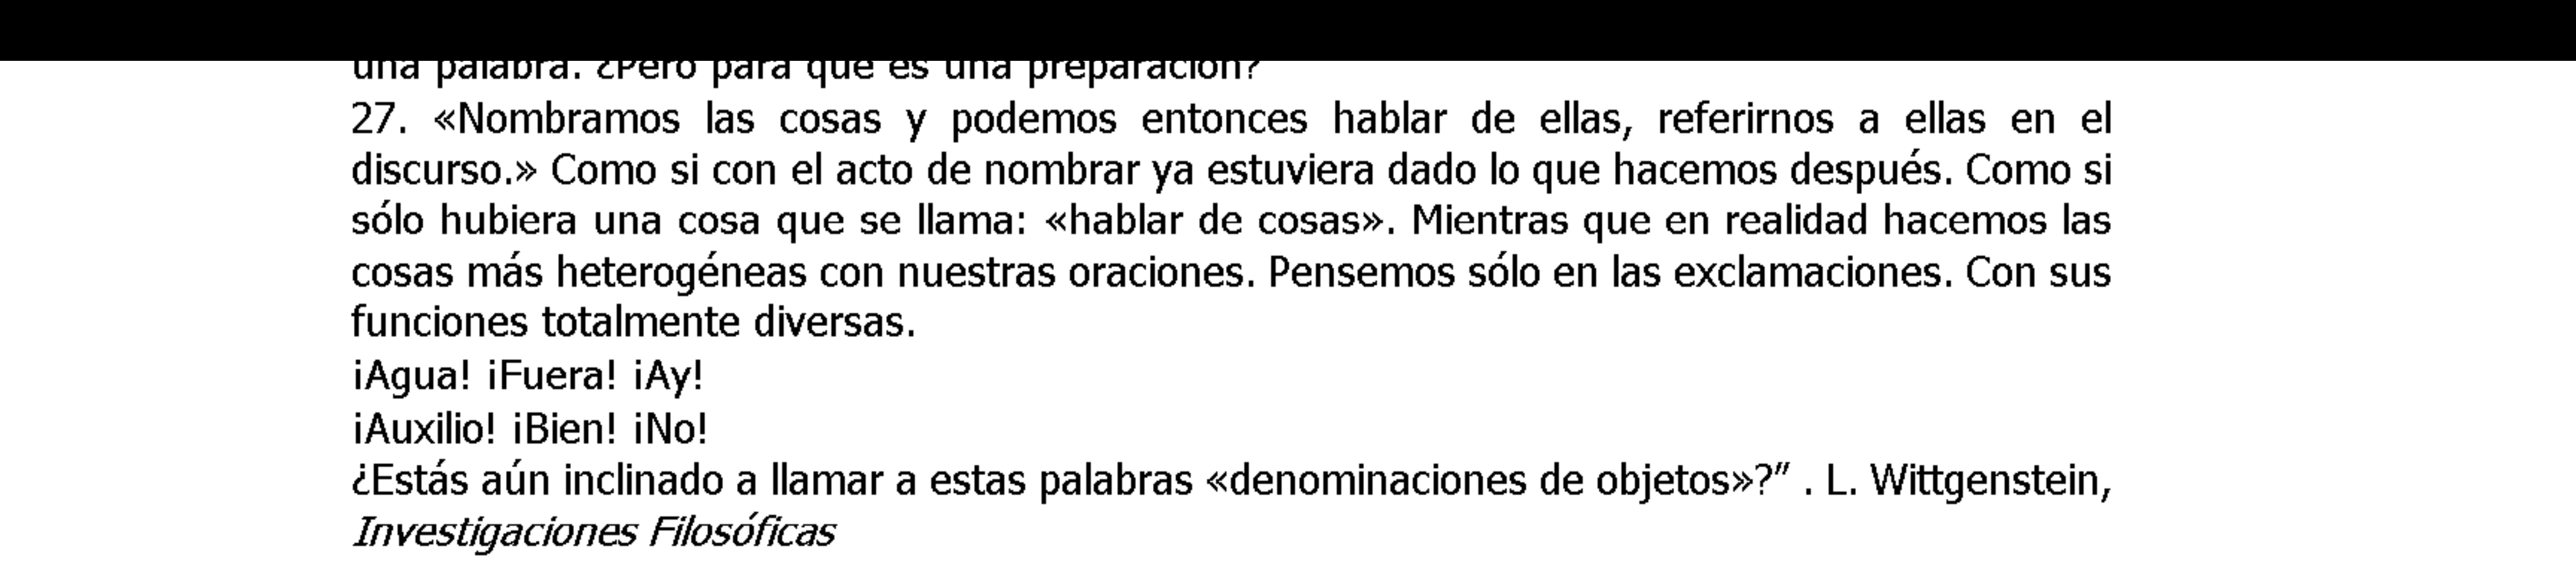 una palabra. ¿Pero para qué es una preparación?
27. «Nombramos las cosas y podemos entonces hablar de ellas, referirnos a ellas en el
discurso.» Como si con el acto de nombrar ya estuviera dado lo que hacemos después. Como si
sólo hubiera una cosa que se llama: «hablar de cosas». Mientras que en realidad hacemos las
cosas más heterogéneas con nuestras oraciones. Pensemos sólo en las exclamaciones. Con sus
funciones totalmente diversas.
¡Agua! ¡Fuera! ¡Ay!
¡Auxilio! ¡Bien! ¡No!
¿Estás aún inclinado a llamar a estas palabras «denominaciones de objetos»?” . L. Wittgenstein,
Investigaciones Filosóficas